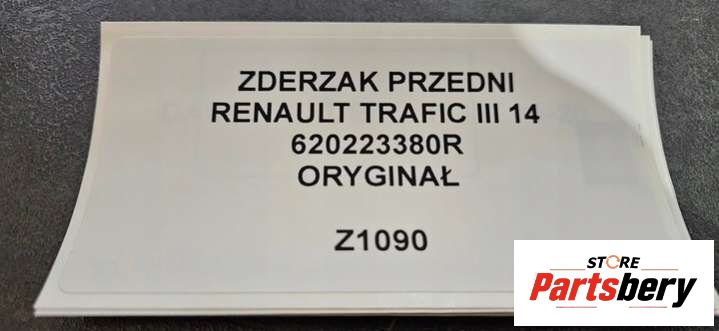 ZDERZAK PRZEDNI
RENAULT TRAFIC III 14
620223380R
ORYGINAŁ
Z1090
STORE
Partsbery